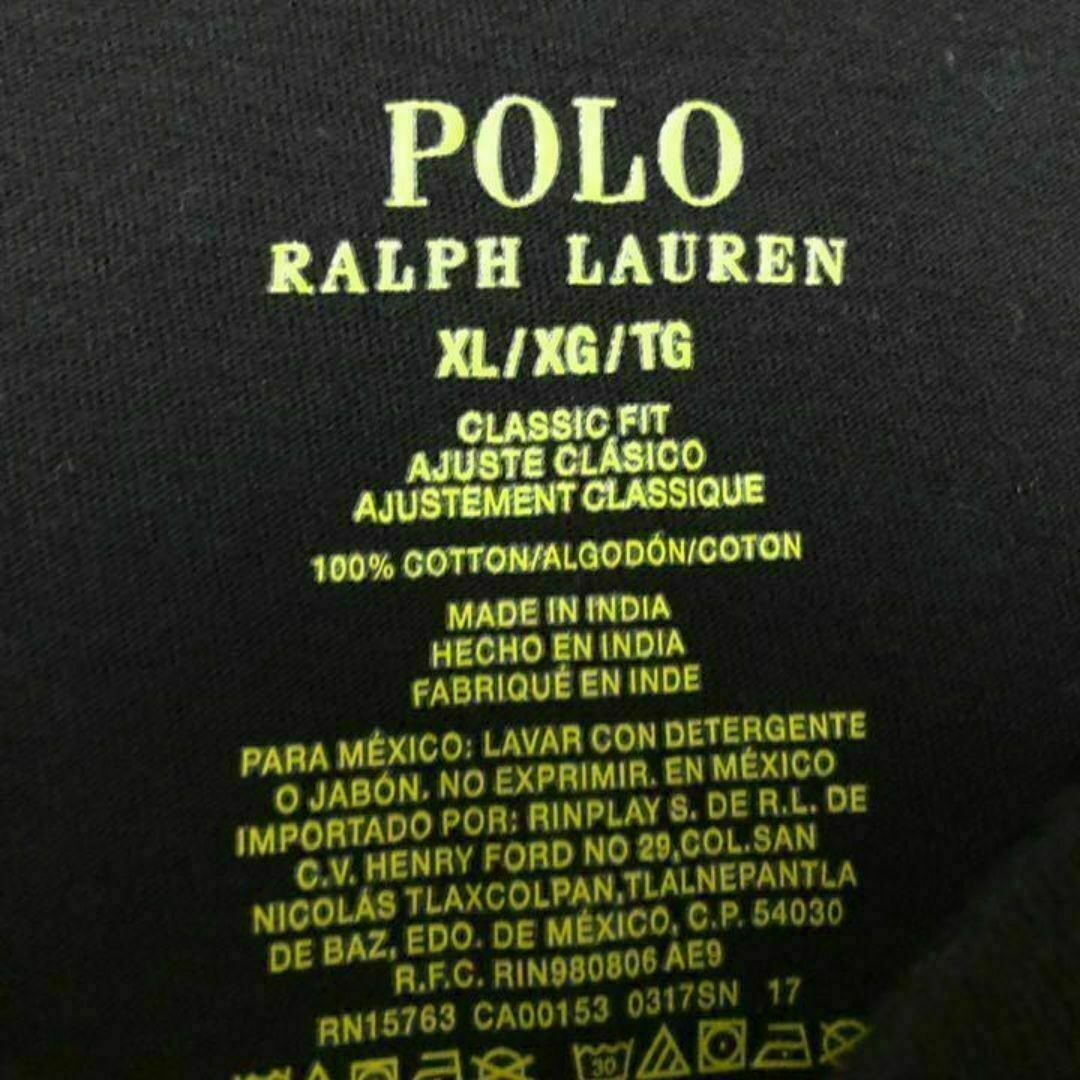 POLO
RALPH LAUREN
XL/XG/TG
CLASSIC FIT
AJUSTE CLÁSICO
AJUSTEMENT CLASSIQUE
100% COTTON/ALGODÓN/COTON
MADE IN INDIA
HECHO EN INDIA
FABRIQUÉ EN INDE
PARA MÉXICO: LAVAR CON DETERGENTE
O JABÓN. NO EXPRIMIR. EN MÉXICO
IMPORTADO POR: RINPLAY S. DE R.L. DE
C.V. HENRY FORD NO 29,COL.SAN
NICOLÁS TLAXCOLPAN,TLALNEPANTLA
DE BAZ, EDO. DE MÉXICO, C.P. 54030
R.F.C. RIN980806 AE9
RN15763 CA00153 0317SN 17
30